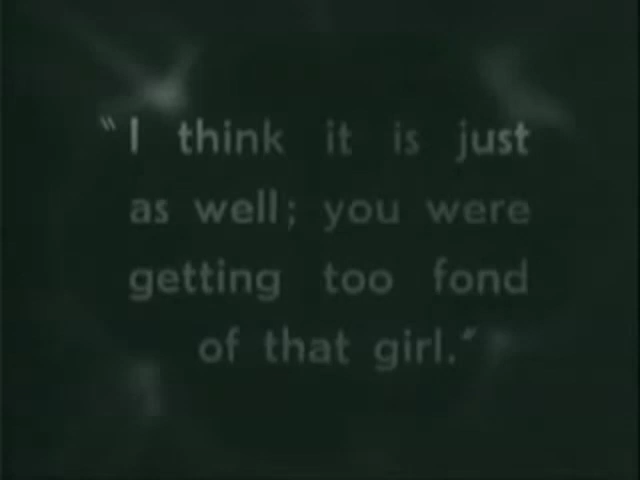 "I think it is just
as well; you were
getting too fond
of that girl."